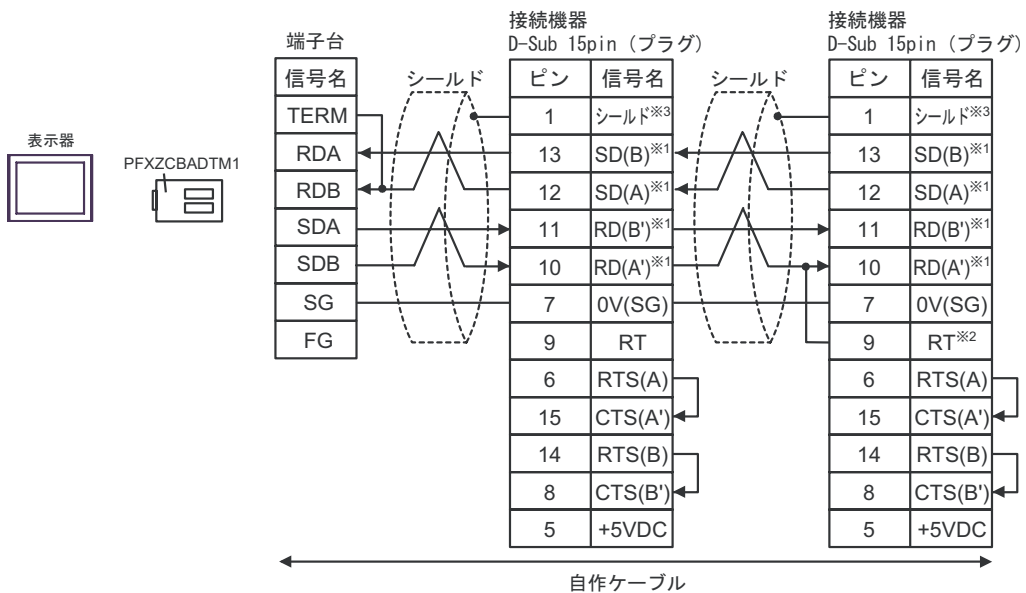 接続機器
D-Sub 15pin (プラグ)
接続機器
D-Sub 15pin (プラグ)
端子台
信号名
シールド
ピン
信号名
シールド
ピン
信号名
TERM
1
シールド※3
1
シールド※3
表示器
PFXZCBADTM1
RDA
13
SD(B)※1
13
SD(B)※1
RDB
12
SD(A)※1
12
SD(A)※1
SDA
11
RD(B')※1
11
RD(B')※1
SDB
10
RD(A')※1
10
RD(A')※1
SG
7
0V(SG)
7
0V(SG)
FG
9
RT
9
RT※2
6
RTS(A)
6
RTS(A)
15
CTS(A')
15
CTS(A')
14
RTS(B)
14
RTS(B)
8
CTS(B')
8
CTS(B')
5
+5VDC
5
+5VDC
自作ケーブル